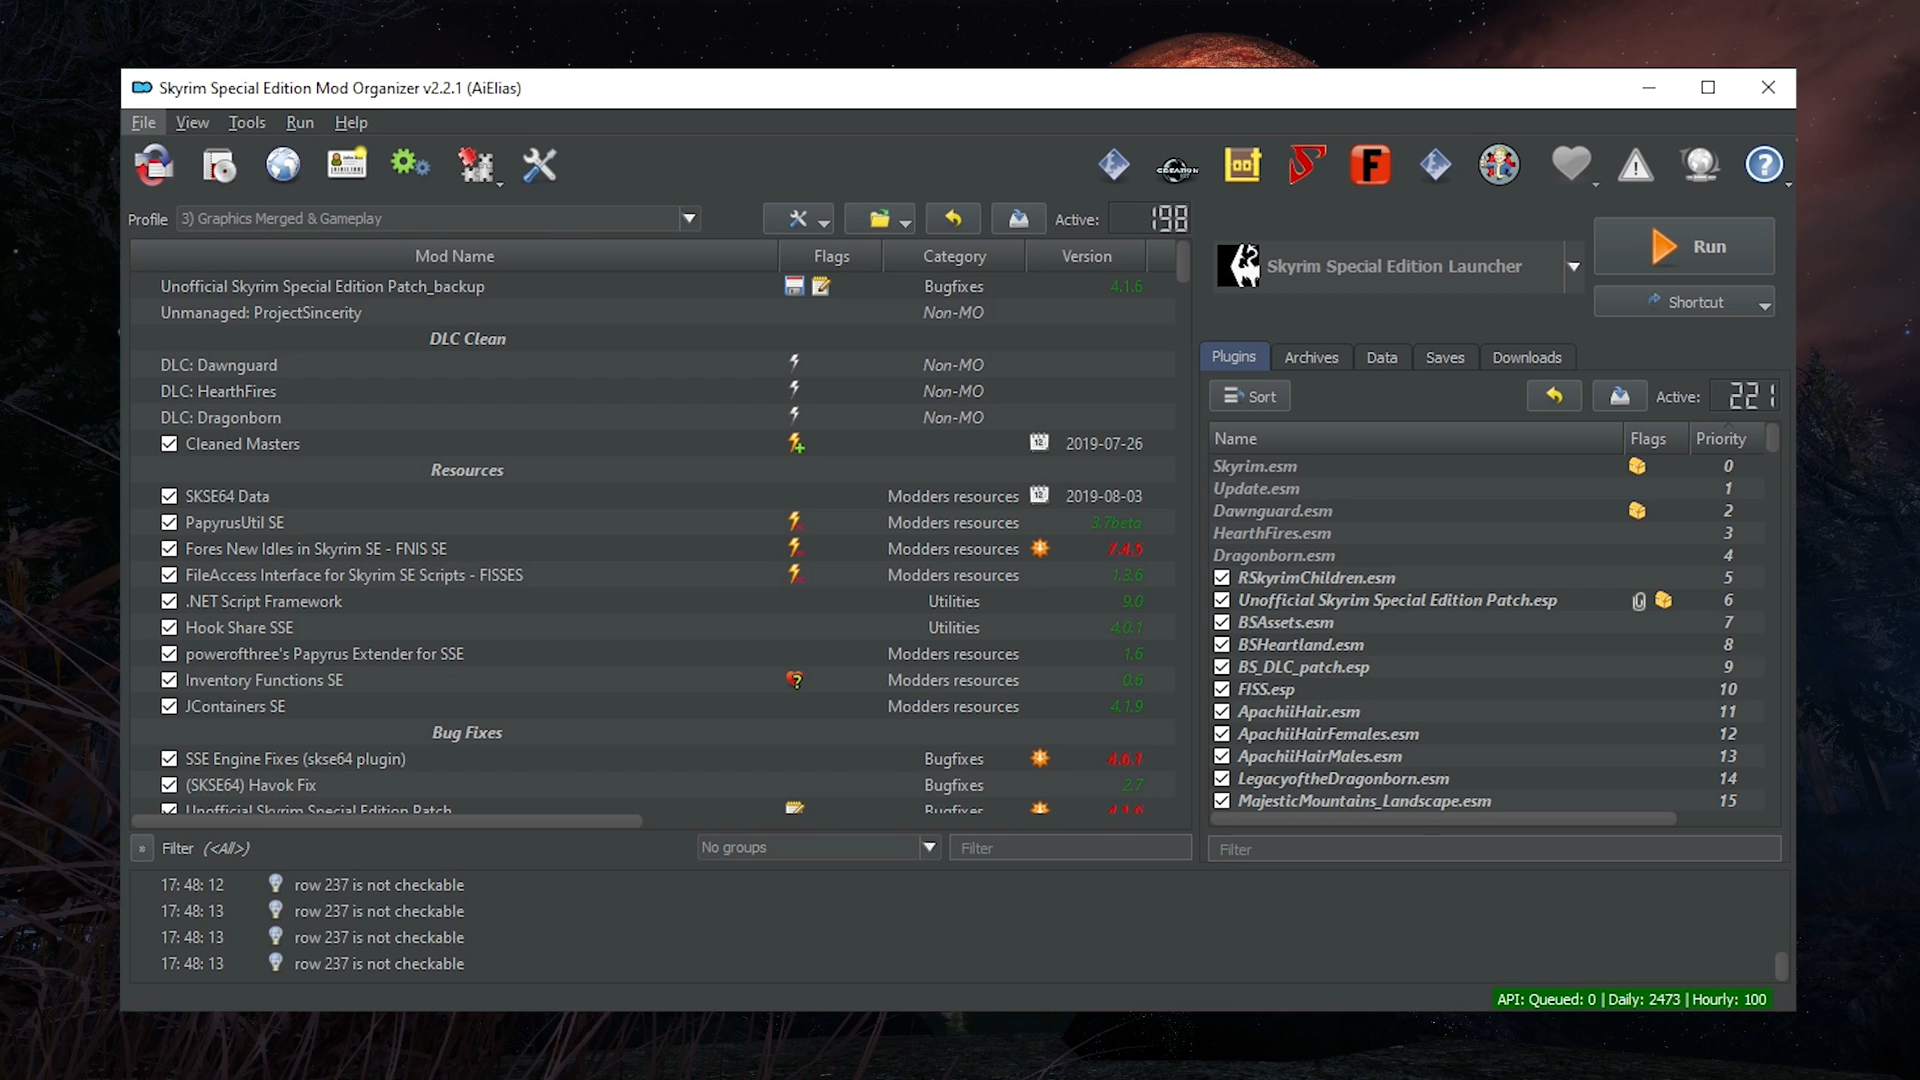 Skyrim Special Edition Mod Organizer v2.2.1 (AiElias)
File View Tools Run Help
CREATION
loot
F
?
Profile 3) Graphics Merged & Gameplay Active: 198
Mod Name Flags Category Version
Unofficial Skyrim Special Edition Patch_backup Bugfixes 4.1.6
Unmanaged: ProjectSincerity Non-MO
DLC Clean
DLC: Dawnguard Non-MO
DLC: HearthFires Non-MO
DLC: Dragonborn Non-MO
Cleaned Masters 2019-07-26
Resources
SKSE64 Data Modders resources 2019-08-03
PapyrusUtil SE Modders resources 3.7beta
Fores New Idles in Skyrim SE - FNIS SE Modders resources 7.4.5
FileAccess Interface for Skyrim SE Scripts - FISSES Modders resources 1.3.6
.NET Script Framework Utilities 9.0
Hook Share SSE Utilities 4.0.1
powerofthree's Papyrus Extender for SSE Modders resources 1.6
Inventory Functions SE Modders resources 0.6
JContainers SE Modders resources 4.1.9
Bug Fixes
SSE Engine Fixes (skse64 plugin) Bugfixes 4.6.1
(SKSE64) Havok Fix Bugfixes 2.7
Unofficial Skyrim Special Edition Patch Bugfixes 4.1.6
» Filter (<All>) No groups Filter
Skyrim Special Edition Launcher
Run
Shortcut
Plugins Archives Data Saves Downloads
Sort Active: 221
Name Flags Priority
Skyrim.esm 0
Update.esm 1
Dawnguard.esm 2
HearthFires.esm 3
Dragonborn.esm 4
RSkyrimChildren.esm 5
Unofficial Skyrim Special Edition Patch.esp 6
BSAssets.esm 7
BSHeartland.esm 8
BS_DLC_patch.esp 9
FISS.esp 10
ApachiiHair.esm 11
ApachiiHairFemales.esm 12
ApachiiHairMales.esm 13
LegacyoftheDragonborn.esm 14
MajesticMountains_Landscape.esm 15
Filter
17: 48: 12 row 237 is not checkable
17: 48: 13 row 237 is not checkable
17: 48: 13 row 237 is not checkable
17: 48: 13 row 237 is not checkable
API: Queued: 0 | Daily: 2473 | Hourly: 100